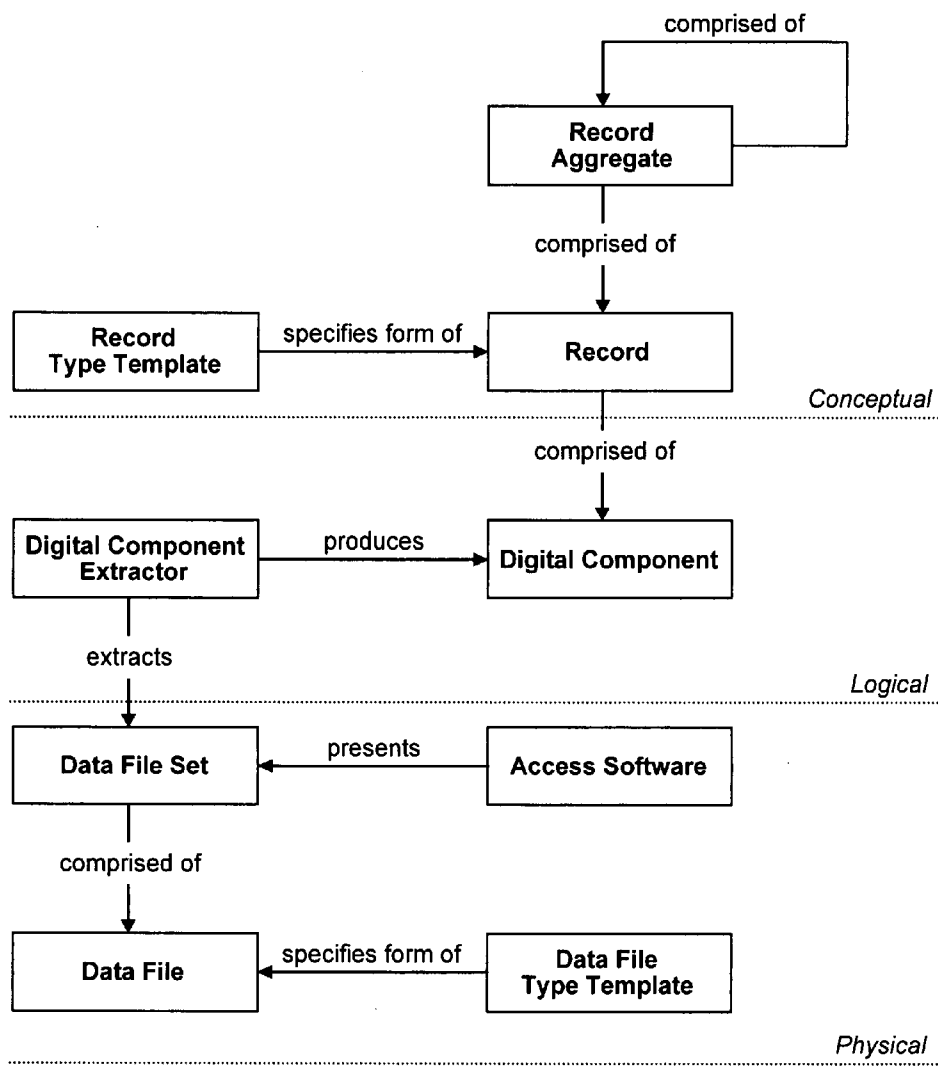 comprised of
Record
Aggregate
comprised of
Record
Type Template
specifies form of
Record
Conceptual
comprised of
Digital Component
Extractor
produces
Digital Component
extracts
Logical
Data File Set
presents
Access Software
comprised of
Data File
specifies form of
Data File
Type Template
Physical